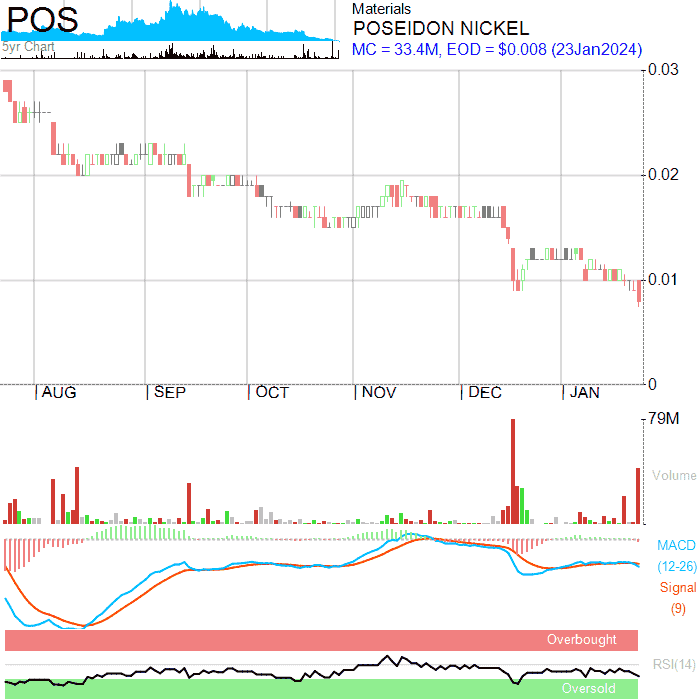 POS
5yr Chart
Materials
POSEIDON NICKEL
MC = 33.4M, EOD = $0.008 (23Jan2024)
0.03
0.02
0.01
0
AUG SEP OCT NOV DEC JAN
79M
Volume
MACD
(12-26)
Signal
(9)
Overbought
RSI(14)
Oversold